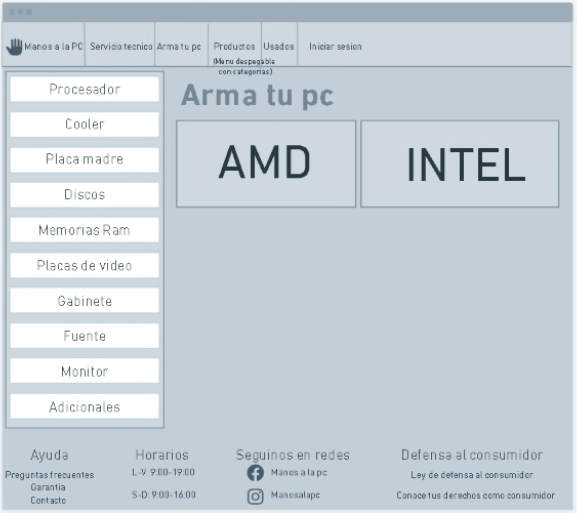 Manos a la PC
Servicio tecnico
Arma tu pc
Productos
(Menu despegabla
con categorias)
Usados
Iniciar sesion
Procesador
Cooler
Placa madre
Discos
Memorias Ram
Placas de video
Gabinete
Fuente
Monitor
Adicionales
Arma tu pc
AMD
INTEL
Ayuda
Preguntas frecuentes
Garantia
Contacto
Horarios
L-V: 9:00-19:00
S-D: 9:00-16:00
Seguinos en redes
Manos a la pc
Manosalapc
Defensa al consumidor
Ley de defensa al consumidor
Conoce tus derechos como consumidor